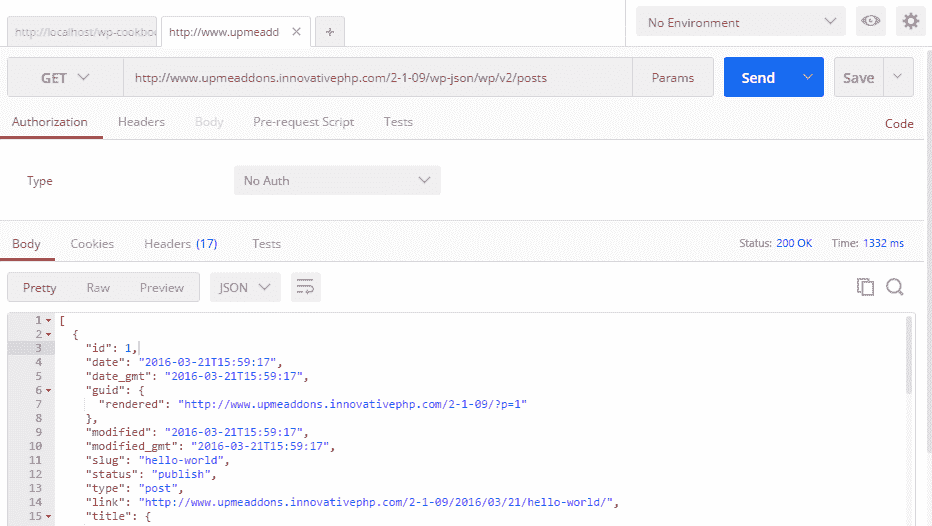 http://localhost/wp-cookbou
http://www.upmeadd ✕
+
No Environment
GET
http://www.upmeaddons.innovativephp.com/2-1-09/wp-json/wp/v2/posts
Params
Send
Save
Authorization Headers Body Pre-request Script Tests
Code
Type
No Auth
Body Cookies Headers (17) Tests
Status: 200 OK Time: 1332 ms
Pretty Raw Preview JSON
1 [
2 {
3 "id": 1,
4 "date": "2016-03-21T15:59:17",
5 "date_gmt": "2016-03-21T15:59:17",
6 "guid": {
7 "rendered": "http://www.upmeaddons.innovativephp.com/2-1-09/?p=1"
8 },
9 "modified": "2016-03-21T15:59:17",
10 "modified_gmt": "2016-03-21T15:59:17",
11 "slug": "hello-world",
12 "status": "publish",
13 "type": "post",
14 "link": "http://www.upmeaddons.innovativephp.com/2-1-09/2016/03/21/hello-world/",
15 "title": {